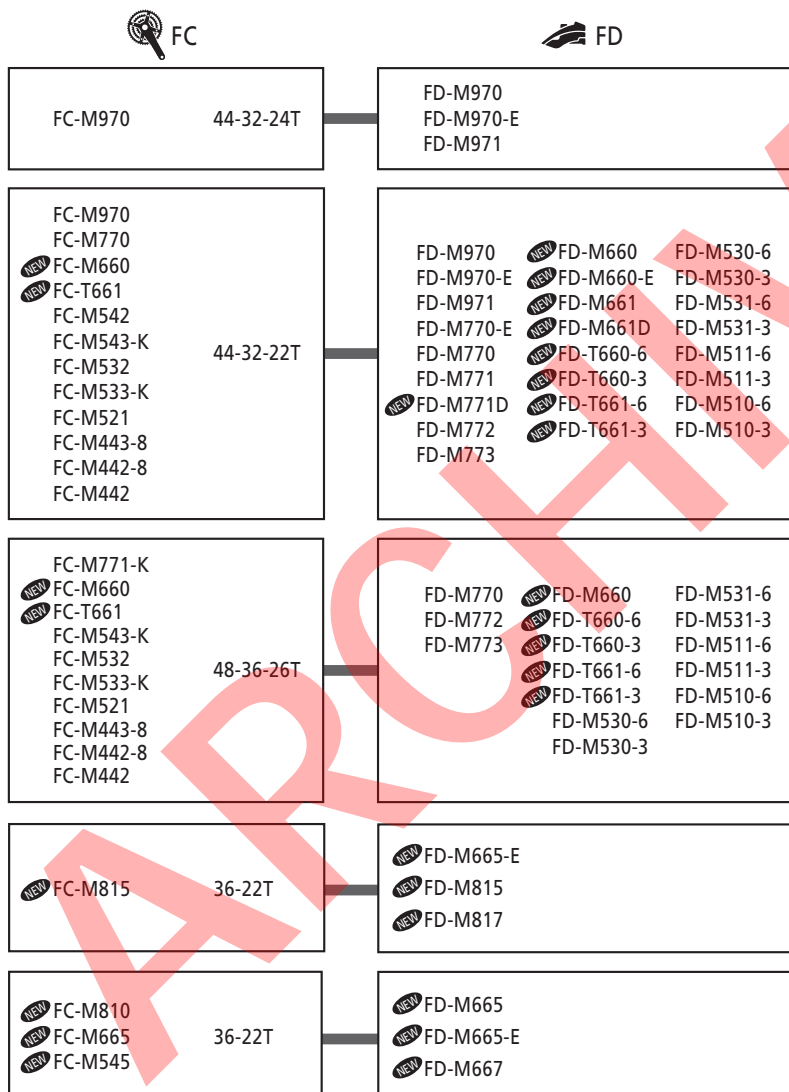 FC
FD
FC-M970 44-32-24T
FD-M970
FD-M970-E
FD-M971
FC-M970
FC-M770
NEW FC-M660
NEW FC-T661
FC-M542
FC-M543-K
FC-M532
FC-M533-K
FC-M521
FC-M443-8
FC-M442-8
FC-M442
44-32-22T
FD-M970
FD-M970-E
FD-M971
FD-M770-E
FD-M770
FD-M771
NEW FD-M771D
FD-M772
FD-M773
NEW FD-M660
NEW FD-M660-E
NEW FD-M661
NEW FD-M661D
NEW FD-T660-6
NEW FD-T660-3
NEW FD-T661-6
NEW FD-T661-3
FD-M530-6
FD-M530-3
FD-M531-6
FD-M531-3
FD-M511-6
FD-M511-3
FD-M510-6
FD-M510-3
FC-M771-K
NEW FC-M660
NEW FC-T661
FC-M543-K
FC-M532
FC-M533-K
FC-M521
FC-M443-8
FC-M442-8
FC-M442
48-36-26T
FD-M770
FD-M772
FD-M773
NEW FD-M660
NEW FD-T660-6
NEW FD-T660-3
NEW FD-T661-6
NEW FD-T661-3
FD-M530-6
FD-M530-3
FD-M531-6
FD-M531-3
FD-M511-6
FD-M511-3
FD-M510-6
FD-M510-3
NEW FC-M815 36-22T
NEW FD-M665-E
NEW FD-M815
NEW FD-M817
NEW FC-M810
NEW FC-M665
NEW FC-M545
36-22T
NEW FD-M665
NEW FD-M665-E
NEW FD-M667